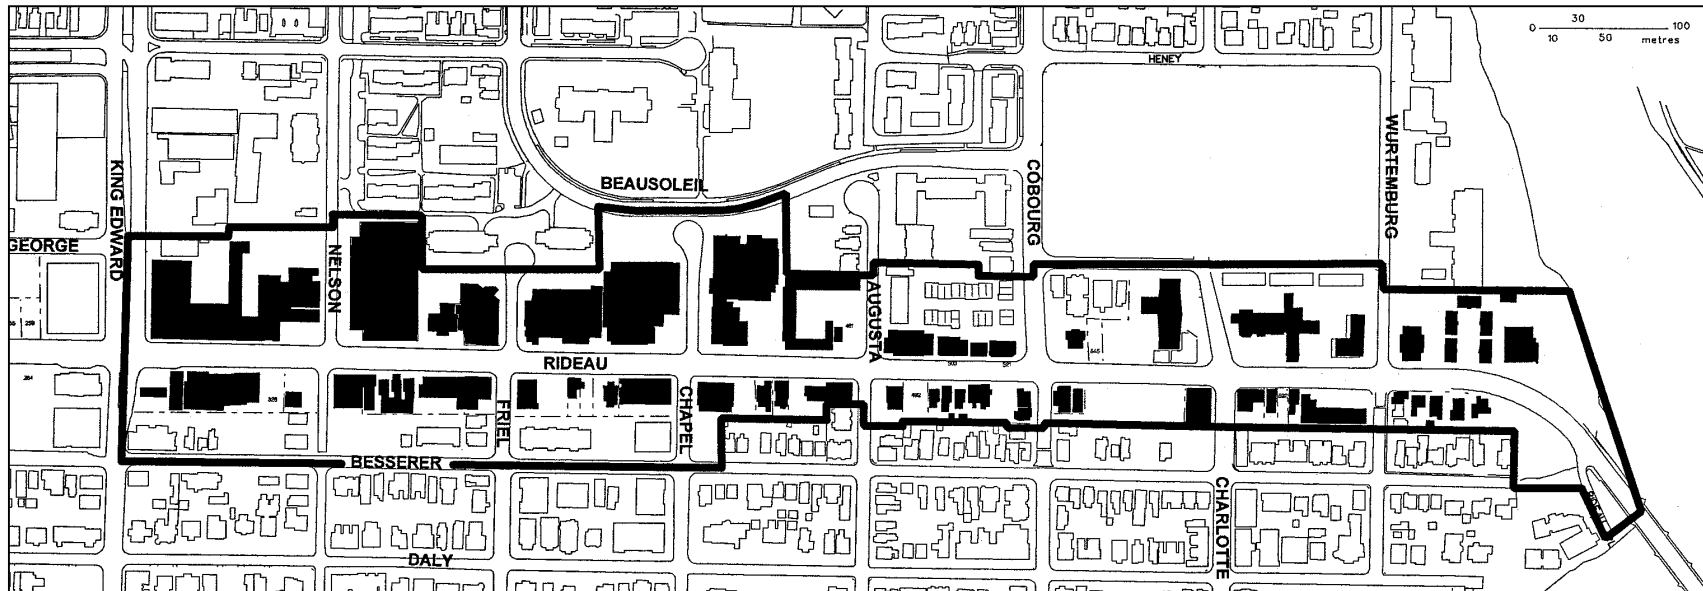 30
0 100
10 50 metres
HENEY
KING EDWARD
BEAUSOLEIL
COBOURG
WURTEMBURG
GEORGE
NELSON
AUGUSTA
RIDEAU
FRIEL
CHAPEL
BESSERER
CHARLOTTE
RIDEAU
DALY